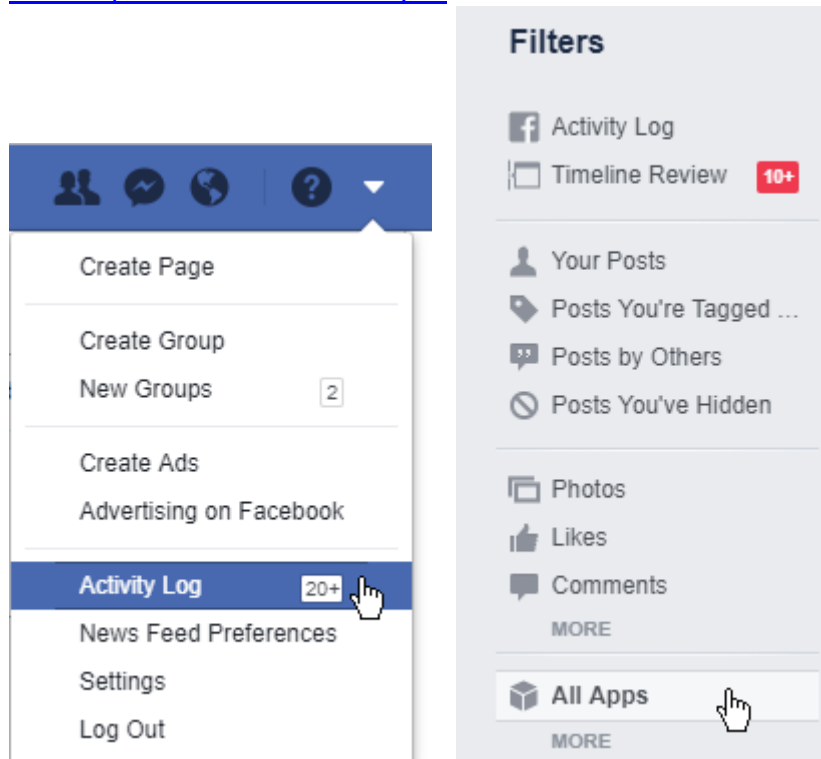 Create Page
Create Group
New Groups 2
Create Ads
Advertising on Facebook
Activity Log 20+
News Feed Preferences
Settings
Log Out
Filters
Activity Log
Timeline Review 10+
Your Posts
Posts You're Tagged ...
Posts by Others
Posts You've Hidden
Photos
Likes
Comments
MORE
All Apps
MORE